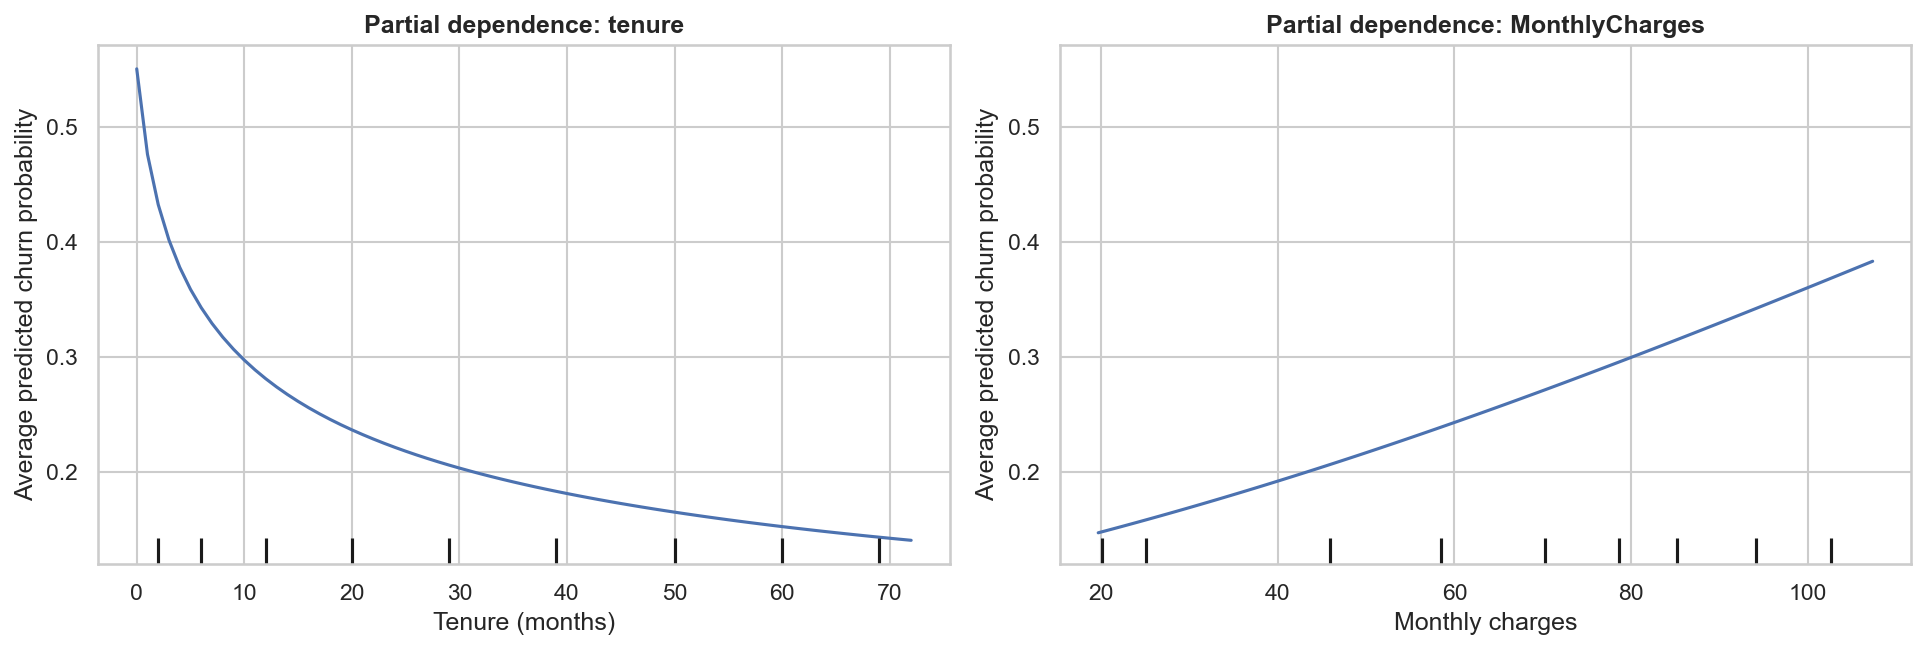 Partial dependence: tenure
Average predicted churn probability
0.5
0.4
0.3
0.2
0 10 20 30 40 50 60 70
Tenure (months)
Partial dependence: MonthlyCharges
Average predicted churn probability
0.5
0.4
0.3
0.2
20 40 60 80 100
Monthly charges